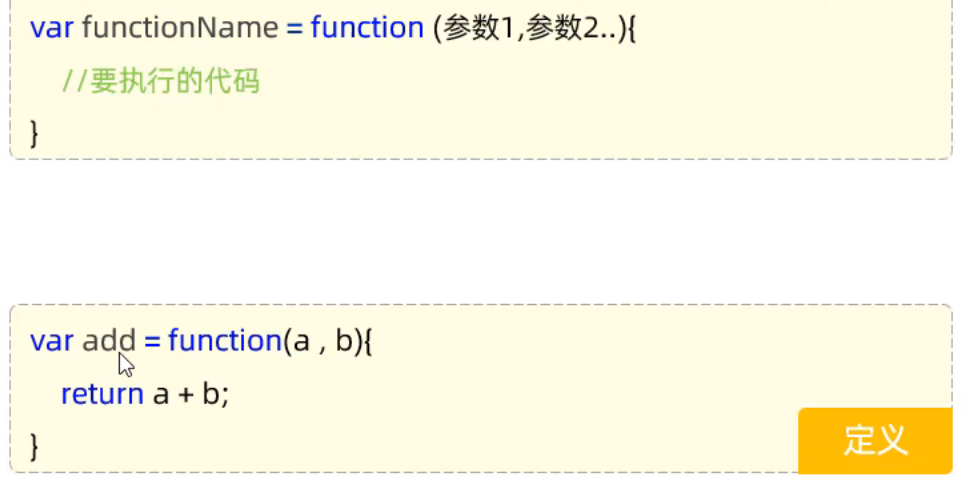 var functionName = function (参数1,参数2..){
//要执行的代码
}
var add = function(a , b){
return a + b;
}
定义